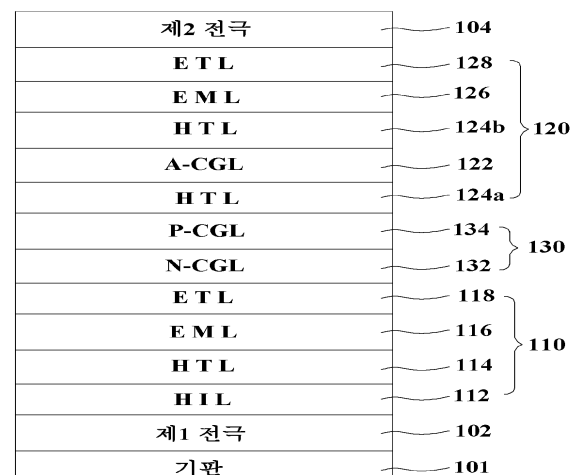 제2 전극 104
E T L 128
E M L 126
H T L 124b
120
A-CGL 122
H T L 124a
P-CGL 134
130
N-CGL 132
E T L 118
E M L 116
110
H T L 114
H I L 112
제1 전극 102
기판 101